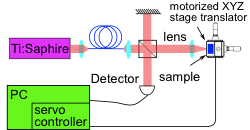 motorized XYZ
stage translator
Ti:Saphire
lens
Detector
sample
PC
servo
controller